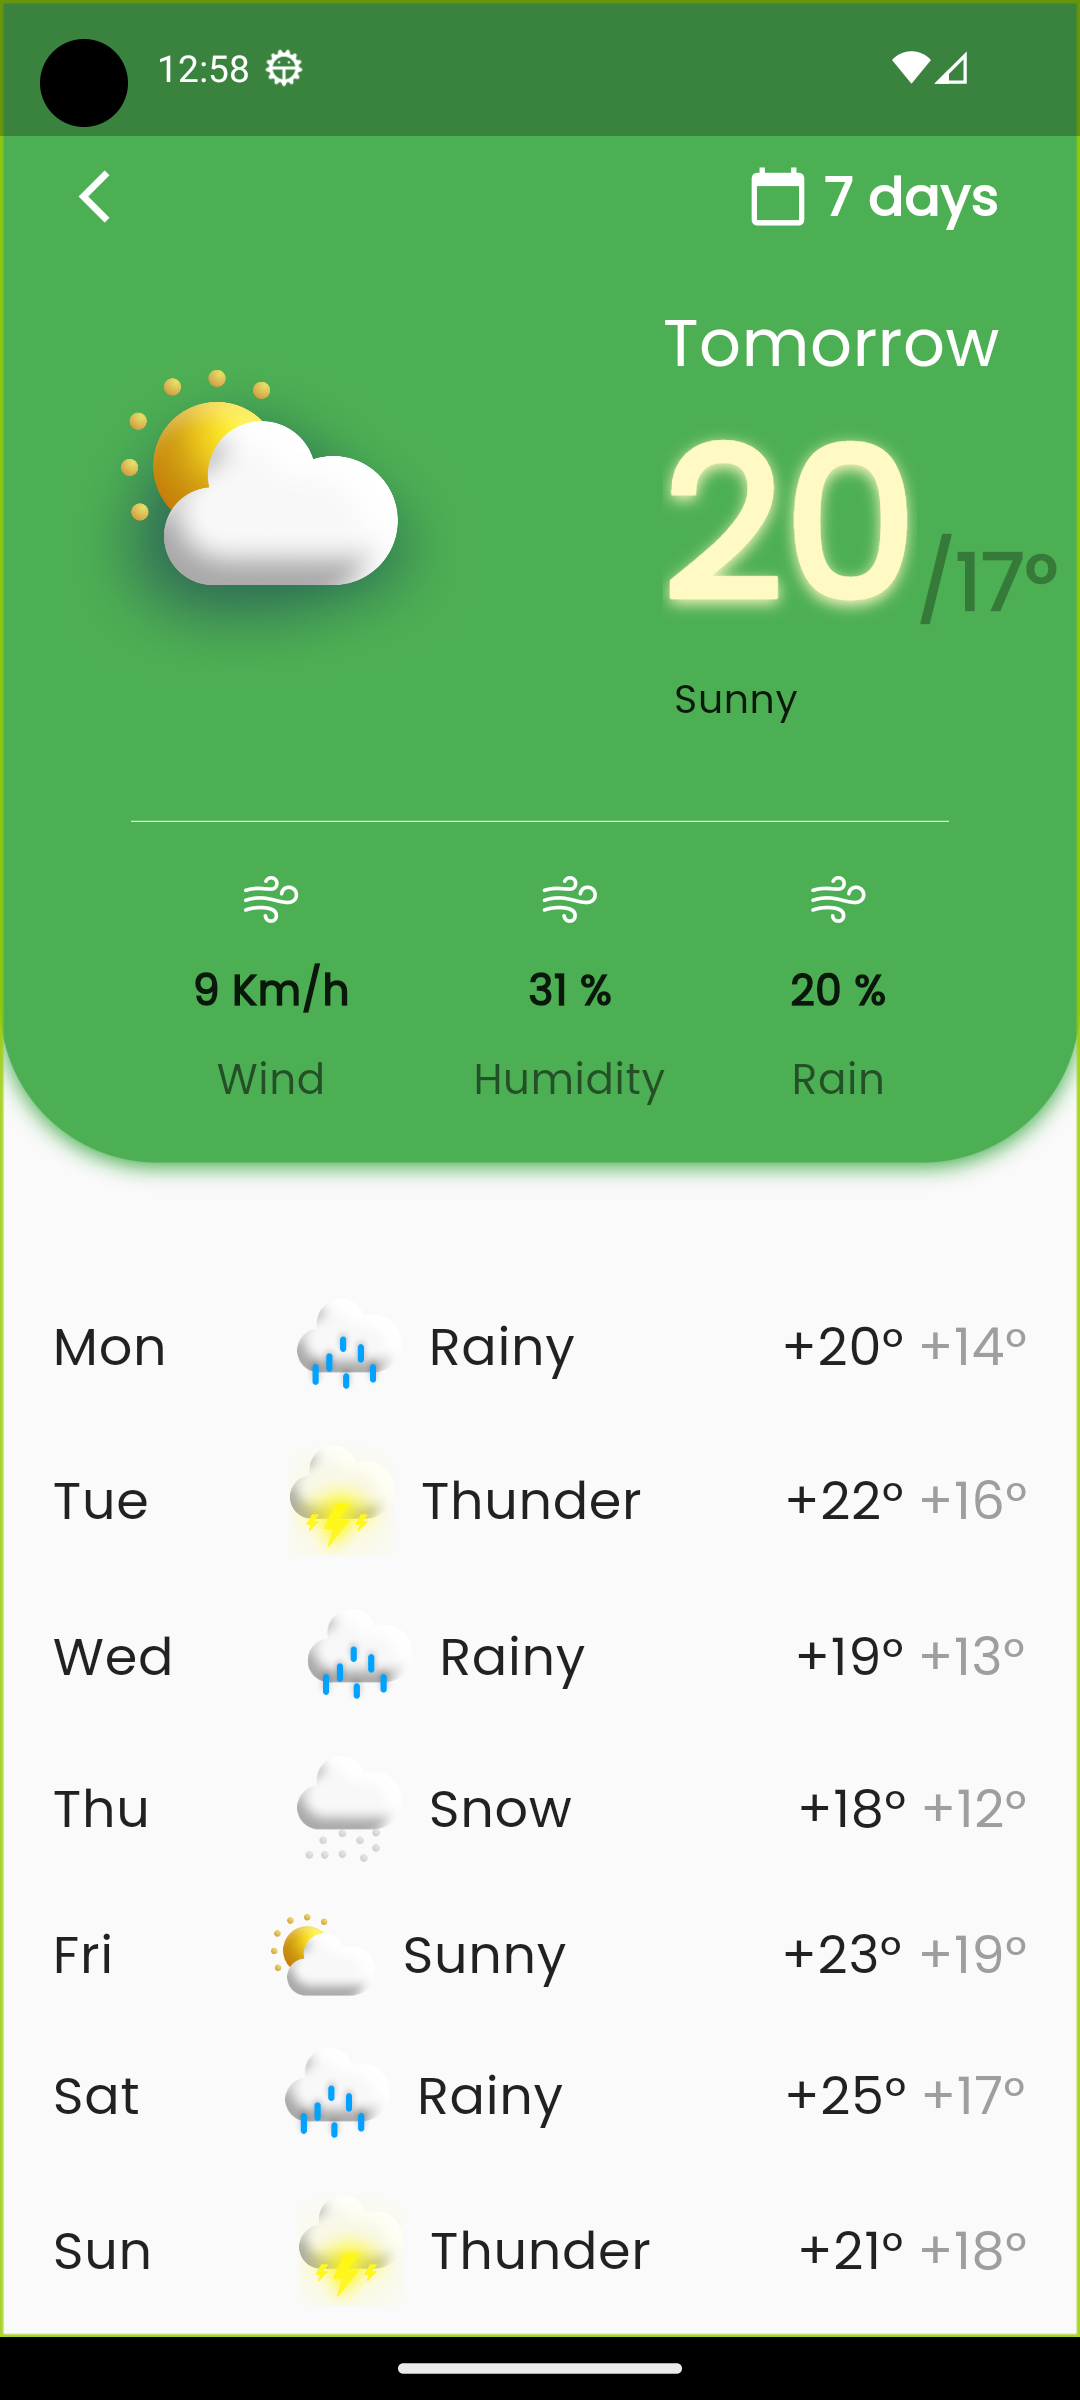 12:58
7 days
Tomorrow
20/17°
Sunny
9 Km/h 31 % 20 %
Wind Humidity Rain
Mon Rainy +20° +14°
Tue Thunder +22° +16°
Wed Rainy +19° +13°
Thu Snow +18° +12°
Fri Sunny +23° +19°
Sat Rainy +25° +17°
Sun Thunder +21° +18°